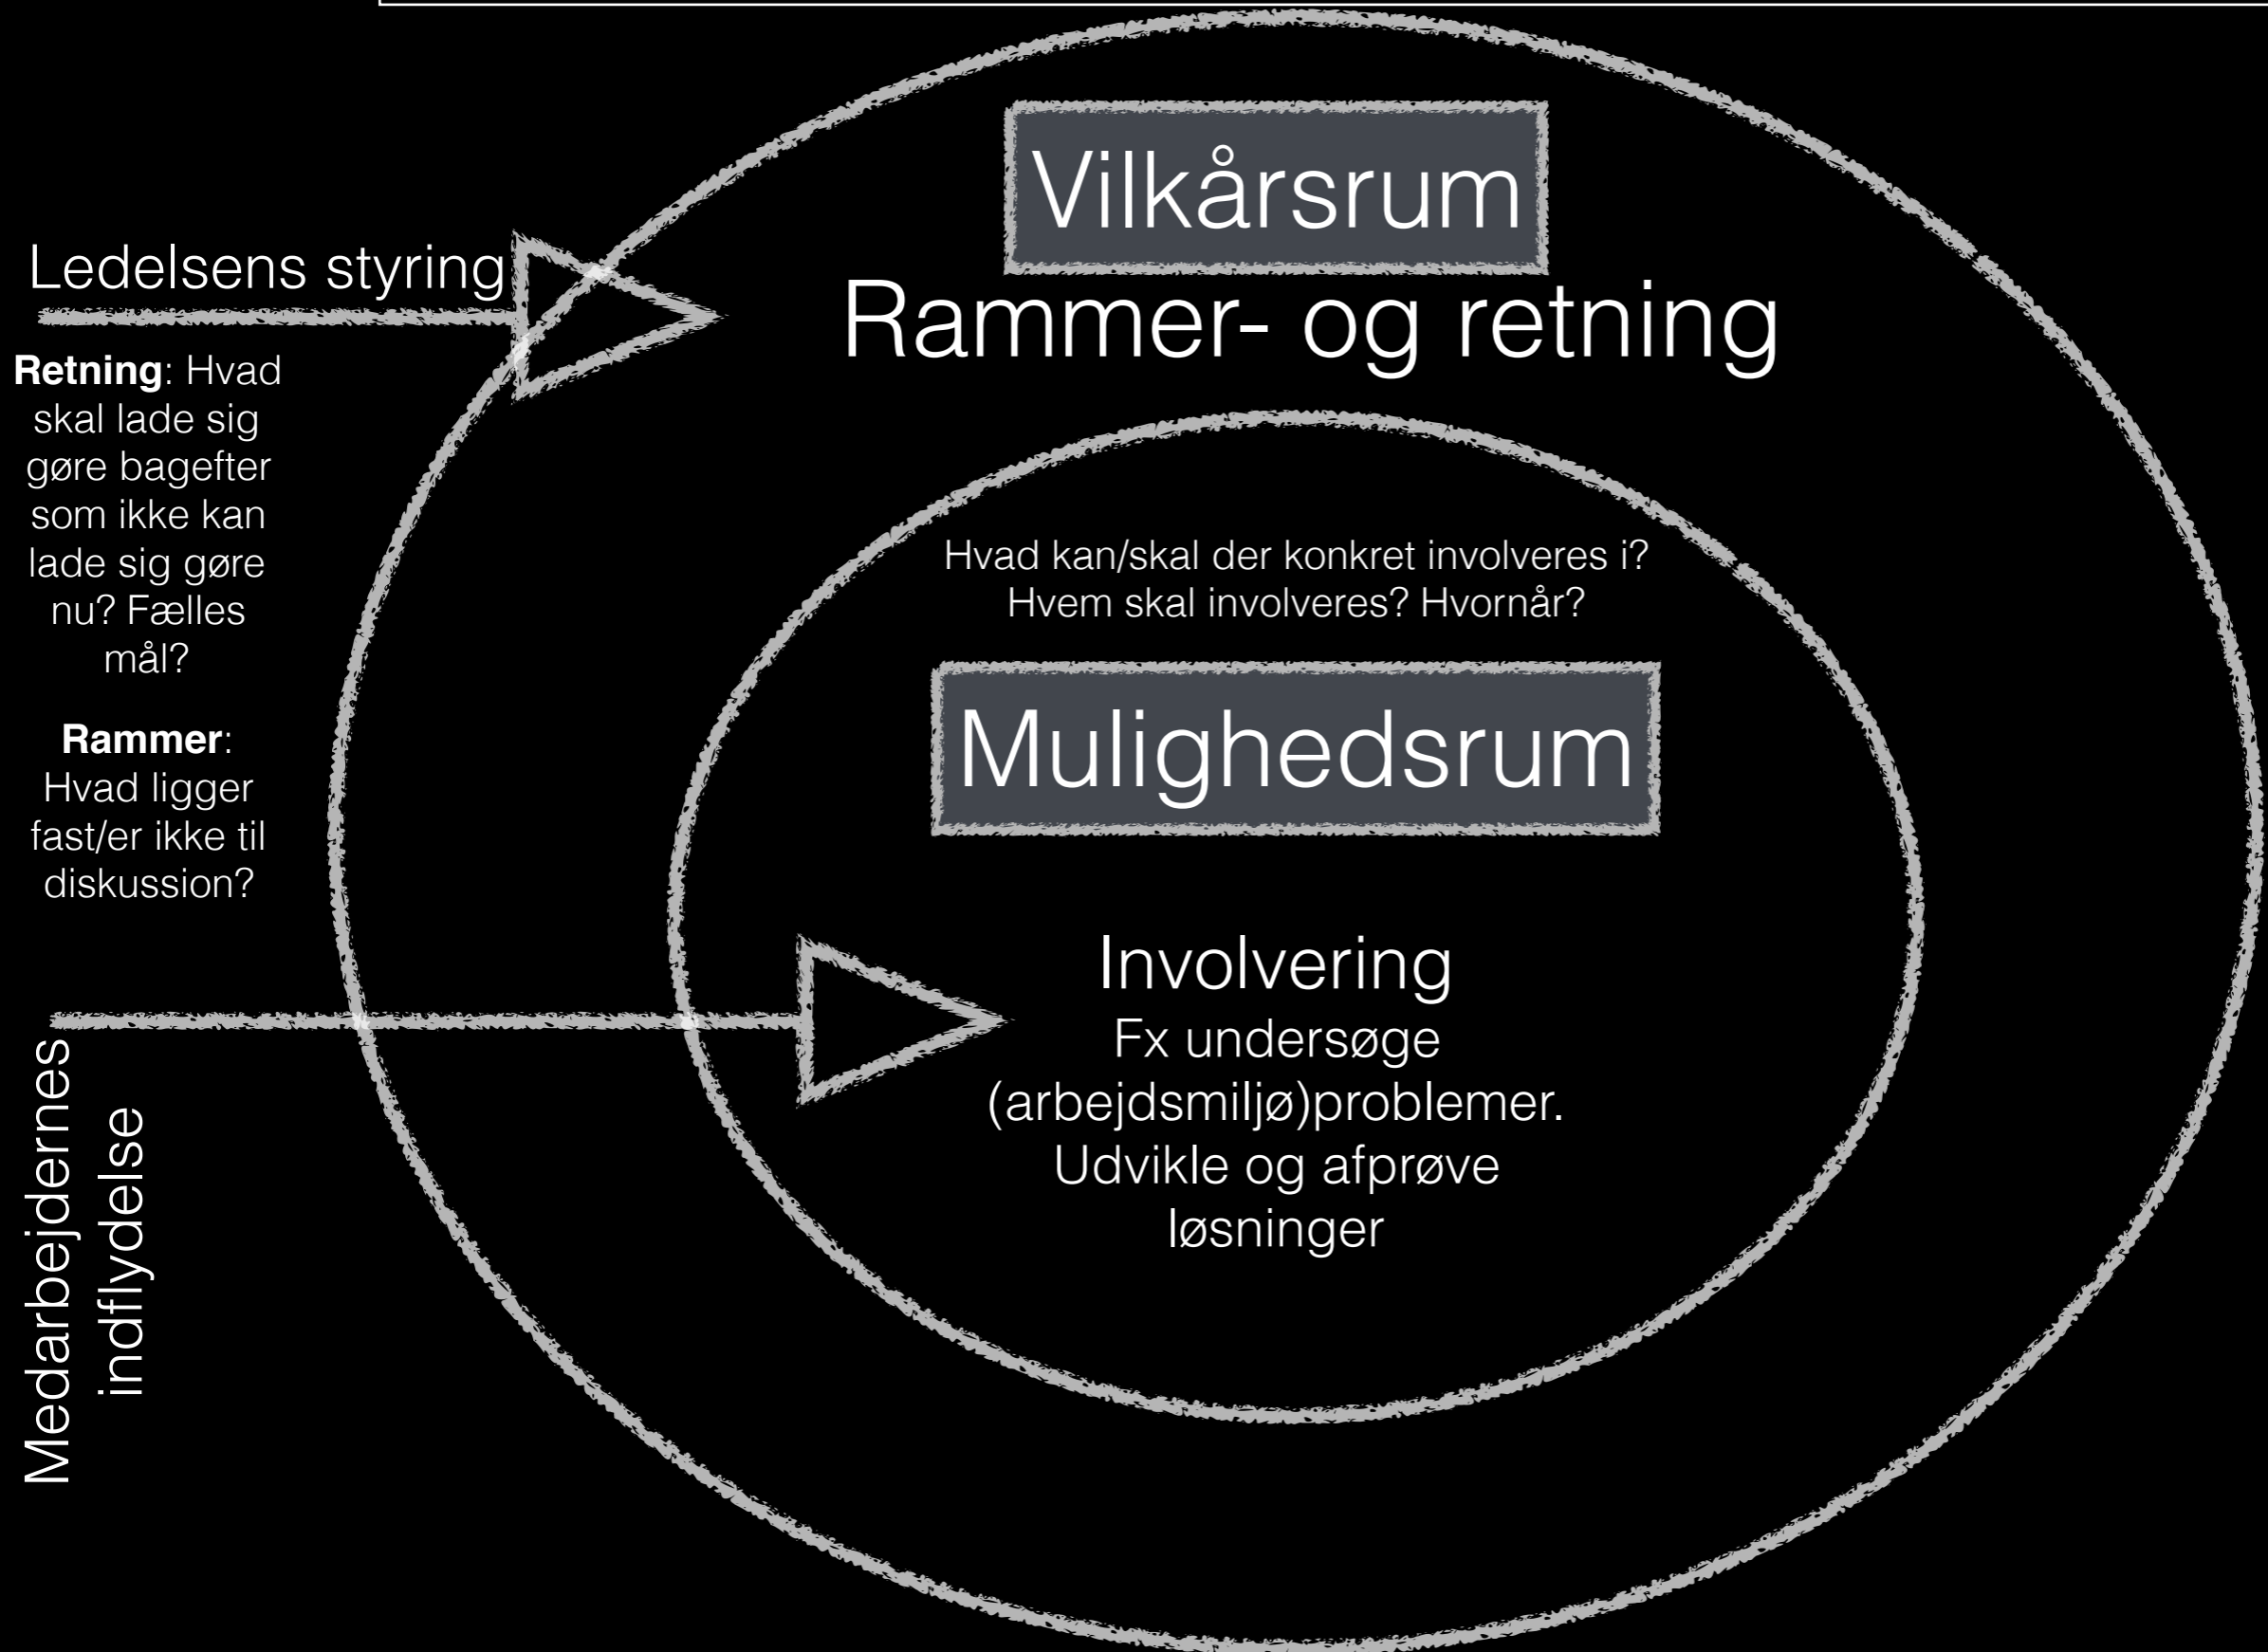 Vilkårsrum
Rammer- og retning
Ledelsens styring
Retning: Hvad
skal lade sig
gøre bagefter
som ikke kan
lade sig gøre
nu? Fælles
mål?
Rammer:
Hvad ligger
fast/er ikke til
diskussion?
Hvad kan/skal der konkret involveres i?
Hvem skal involveres? Hvornår?
Mulighedsrum
Medarbejdernes
indflydelse
Involvering
Fx undersøge
(arbejdsmiljø)problemer.
Udvikle og afprøve
løsninger